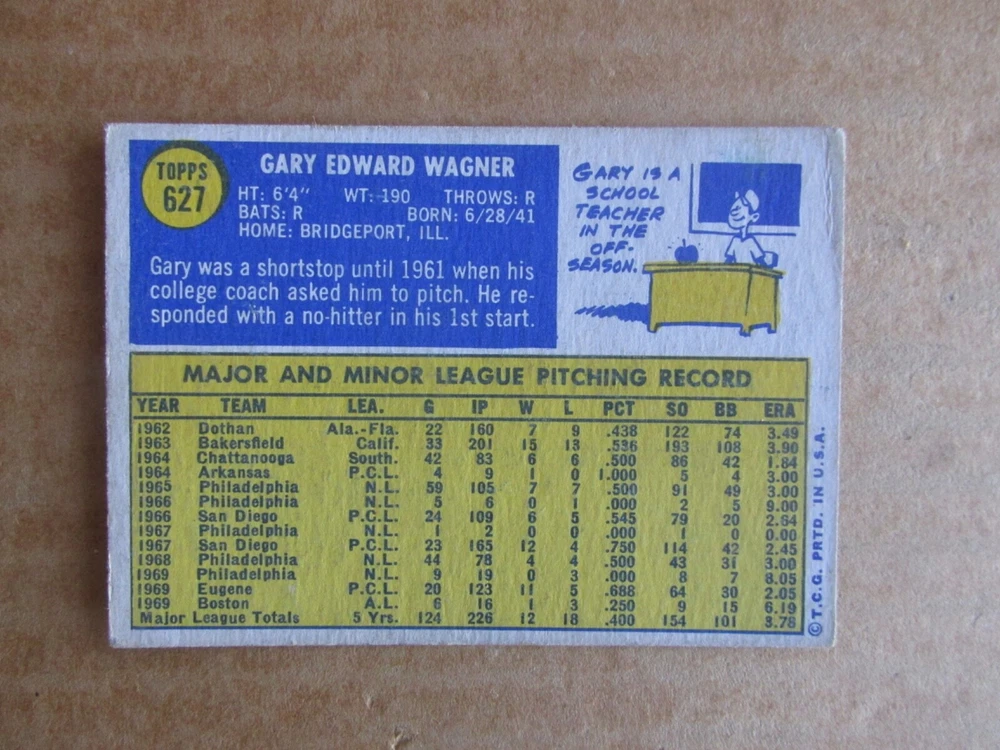 TOPPS
627
GARY EDWARD WAGNER
HT: 6'4" WT: 190 THROWS: R
BATS: R BORN: 6/28/41
HOME: BRIDGEPORT, ILL.
Gary was a shortstop until 1961 when his
college coach asked him to pitch. He re-
sponded with a no-hitter in his 1st start.
GARY IS A
SCHOOL
TEACHER
IN THE
OFF-
SEASON.
MAJOR AND MINOR LEAGUE PITCHING RECORD
YEAR TEAM LEA. G IP W L PCT SO BB ERA
1962 Dothan Ala.-Fla. 22 160 7 9 .438 122 74 3.49
1963 Bakersfield Calif. 33 201 15 13 .536 193 108 3.90
1964 Chattanooga South. 42 83 6 6 .500 86 42 1.84
1964 Arkansas P.C.L. 4 9 1 0 1.000 5 4 3.00
1965 Philadelphia N.L. 59 105 7 7 .500 91 49 3.00
1966 Philadelphia N.L. 5 6 0 1 .000 2 5 9.00
1966 San Diego P.C.L. 24 109 6 5 .545 79 20 2.64
1967 Philadelphia N.L. 1 2 0 0 .000 1 0 0.00
1967 San Diego P.C.L. 23 165 12 4 .750 114 42 2.45
1968 Philadelphia N.L. 44 78 4 4 .500 43 31 3.00
1969 Philadelphia N.L. 9 19 0 3 .000 8 7 8.05
1969 Eugene P.C.L. 20 123 11 5 .688 64 30 2.05
1969 Boston A.L. 6 16 1 3 .250 9 15 6.19
Major League Totals 5 Yrs. 124 226 12 18 .400 154 101 3.78
© T.C.G. PRTD. IN U.S.A.